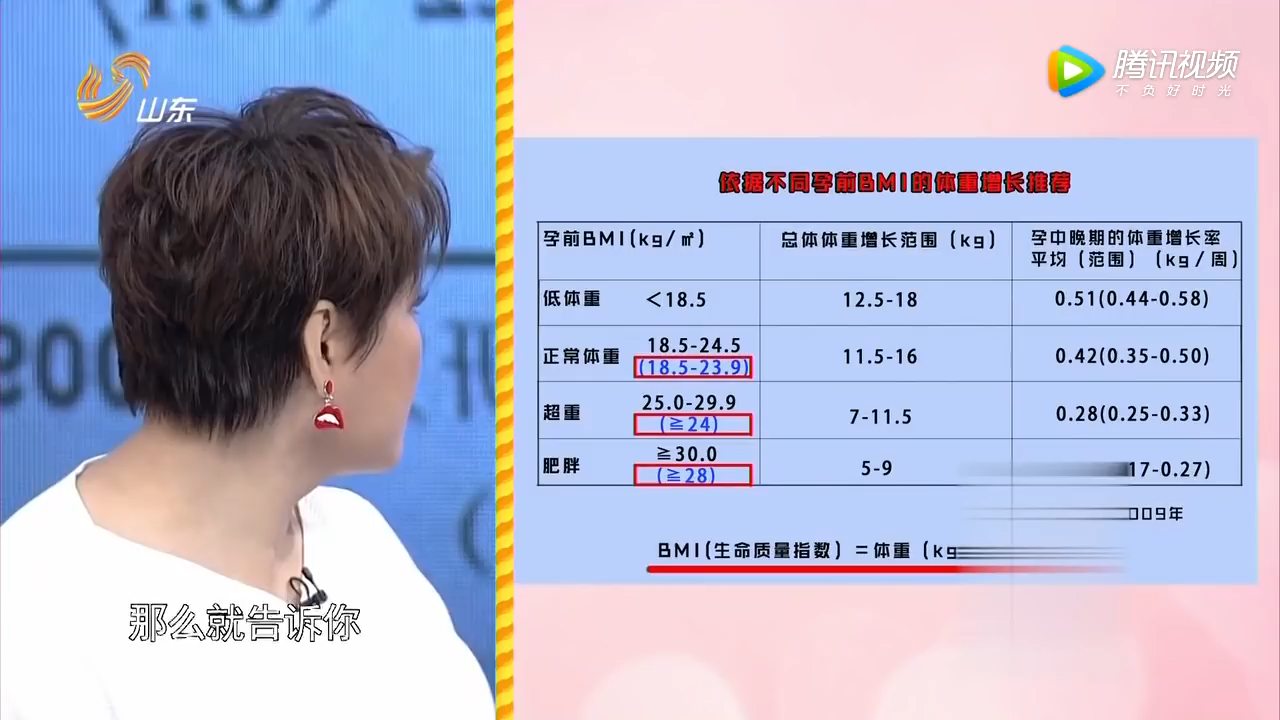 山东
腾讯视频
不负好时光
依据不同孕前BMI的体重增长推荐
孕前BMI(kg/㎡) 总体体重增长范围（kg） 孕中晚期的体重增长率
平均（范围）（kg/周）
低体重 <18.5 12.5-18 0.51(0.44-0.58)
正常体重 18.5-24.5 11.5-16 0.42(0.35-0.50)
(18.5-23.9)
超重 25.0-29.9 7-11.5 0.28(0.25-0.33)
(≧24)
肥胖 ≧30.0 5-9 17-0.27)
(≧28)
009年
BMI(生命质量指数）=体重（kg
那么就告诉你